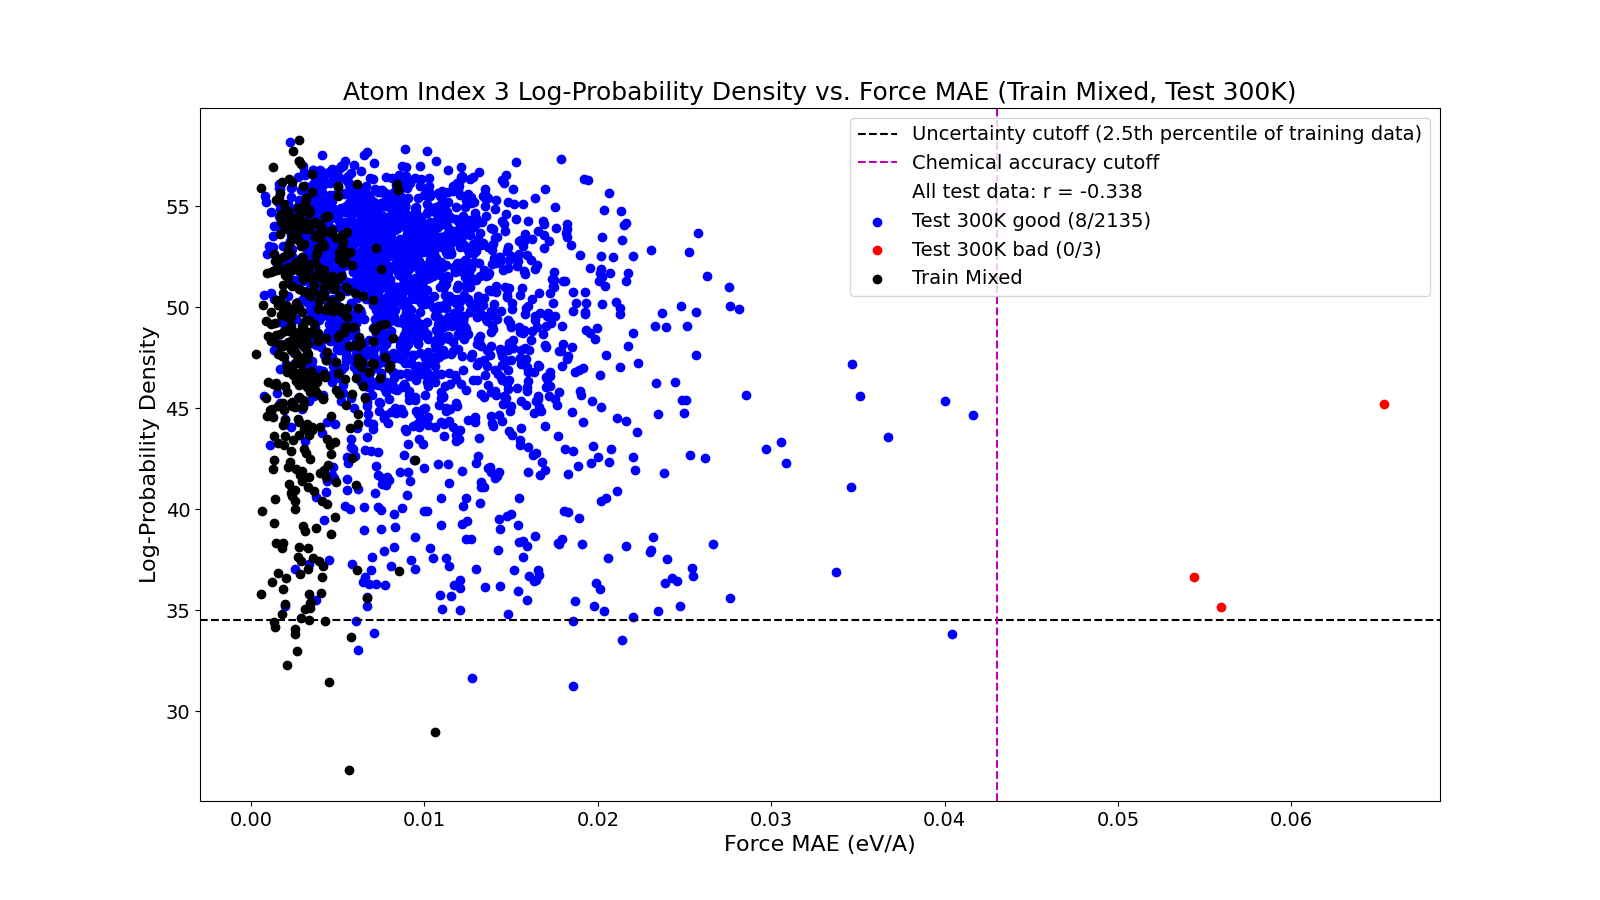 Atom Index 3 Log-Probability Density vs. Force MAE (Train Mixed, Test 300K)
Uncertainty cutoff (2.5th percentile of training data)
Chemical accuracy cutoff
All test data: r = -0.338
Test 300K good (8/2135)
Test 300K bad (0/3)
Train Mixed
Log-Probability Density
55
50
45
40
35
30
0.00 0.01 0.02 0.03 0.04 0.05 0.06
Force MAE (eV/A)